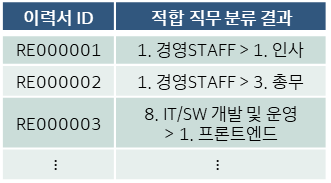 이력서 ID 적합 직무 분류 결과
RE000001 1. 경영STAFF > 1. 인사
RE000002 1. 경영STAFF > 3. 총무
RE000003 8. IT/SW 개발 및 운영
> 1. 프론트엔드
⋮ ⋮